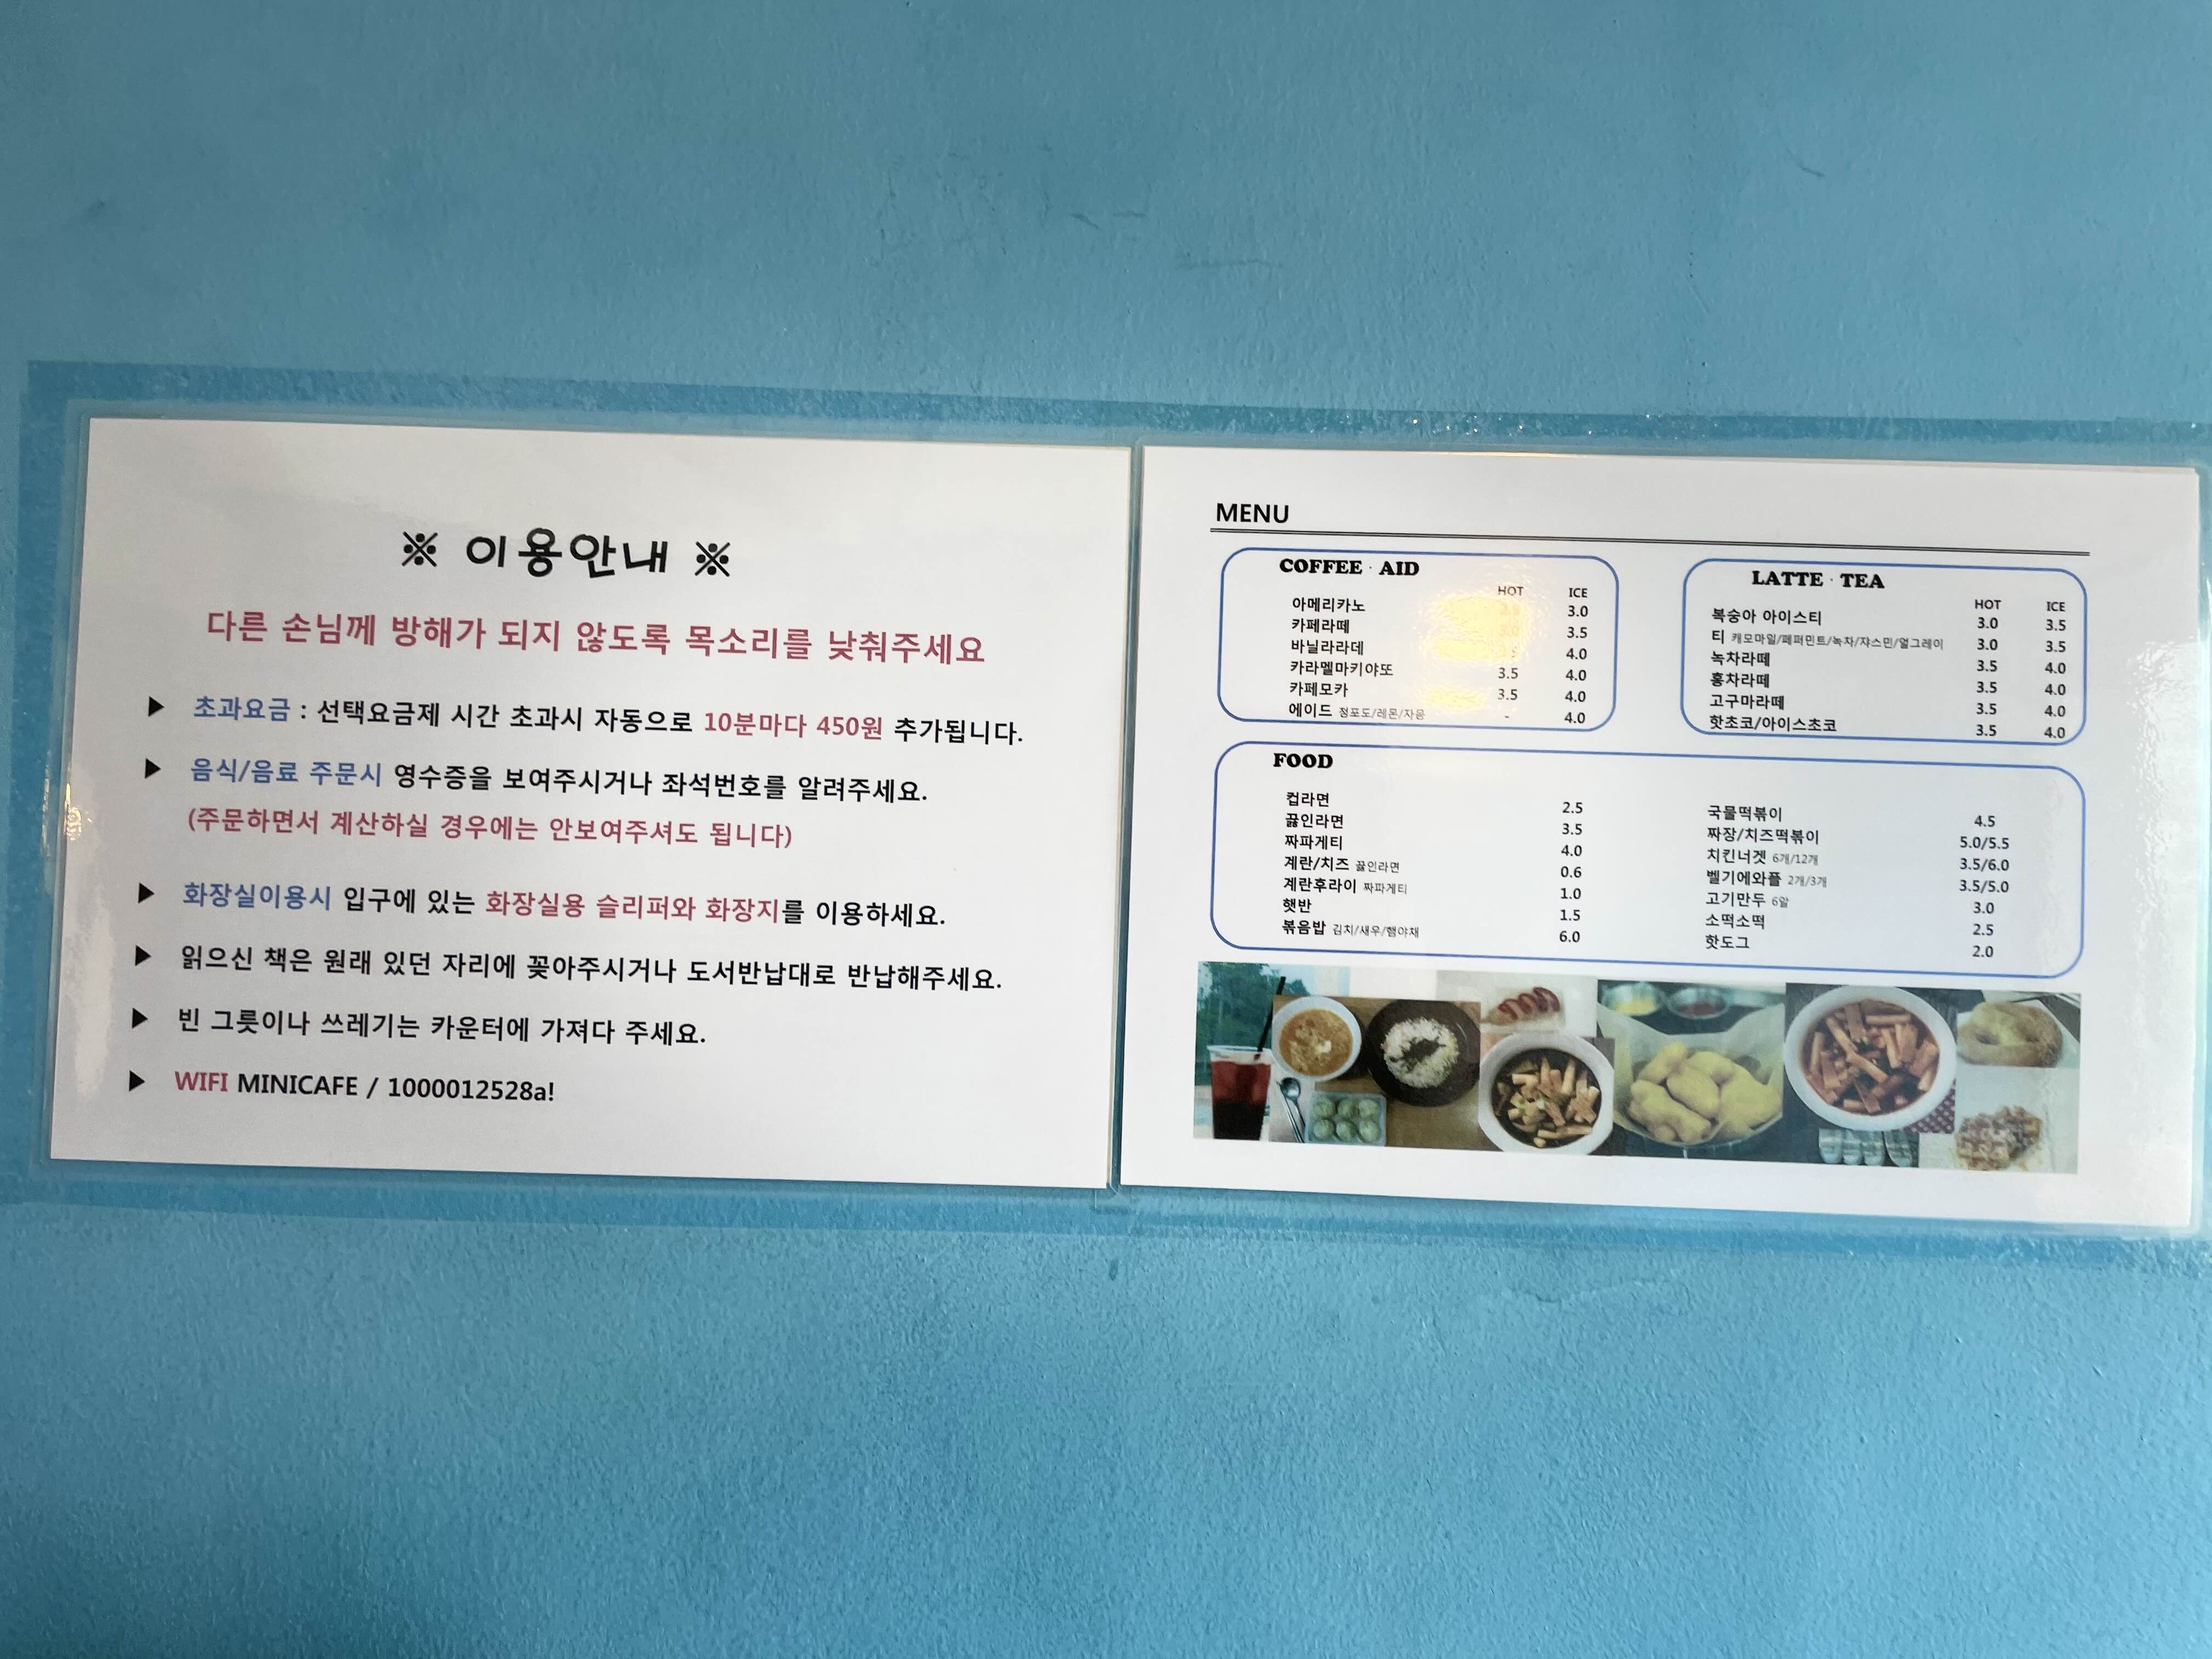 ※ 이용안내 ※
다른 손님께 방해가 되지 않도록 목소리를 낮춰주세요
▶ 초과요금 : 선택요금제 시간 초과시 자동으로 10분마다 450원 추가됩니다.
▶ 음식/음료 주문시 영수증을 보여주시거나 좌석번호를 알려주세요.
(주문하면서 계산하실 경우에는 안보여주셔도 됩니다)
▶ 화장실이용시 입구에 있는 화장실용 슬리퍼와 화장지를 이용하세요.
▶ 읽으신 책은 원래 있던 자리에 꽂아주시거나 도서반납대로 반납해주세요.
▶ 빈 그릇이나 쓰레기는 카운터에 가져다 주세요.
▶ WIFI MINICAFE / 1000012528a!
MENU
COFFEE · AID
HOT ICE
아메리카노 3.0
카페라떼 3.0 3.5
바닐라라데 4.0
카라멜마키야또 3.5 4.0
카페모카 3.5 4.0
에이드 청포도/레몬/자몽 - 4.0
LATTE · TEA
HOT ICE
복숭아 아이스티 3.0 3.5
티 캐모마일/페퍼민트/녹차/쟈스민/얼그레이 3.0 3.5
녹차라떼 3.5 4.0
홍차라떼 3.5 4.0
고구마라떼 3.5 4.0
핫초코/아이스초코 3.5 4.0
FOOD
컵라면 2.5
끓인라면 3.5
짜파게티 4.0
계란/치즈 끓인라면 0.6
계란후라이 짜파게티 1.0
햇반 1.5
볶음밥 김치/새우/햄야채 6.0
국물떡볶이 4.5
짜장/치즈떡볶이 5.0/5.5
치킨너겟 6개/12개 3.5/6.0
벨기에와플 2개/3개 3.5/5.0
고기만두 6알 3.0
소떡소떡 2.5
핫도그 2.0